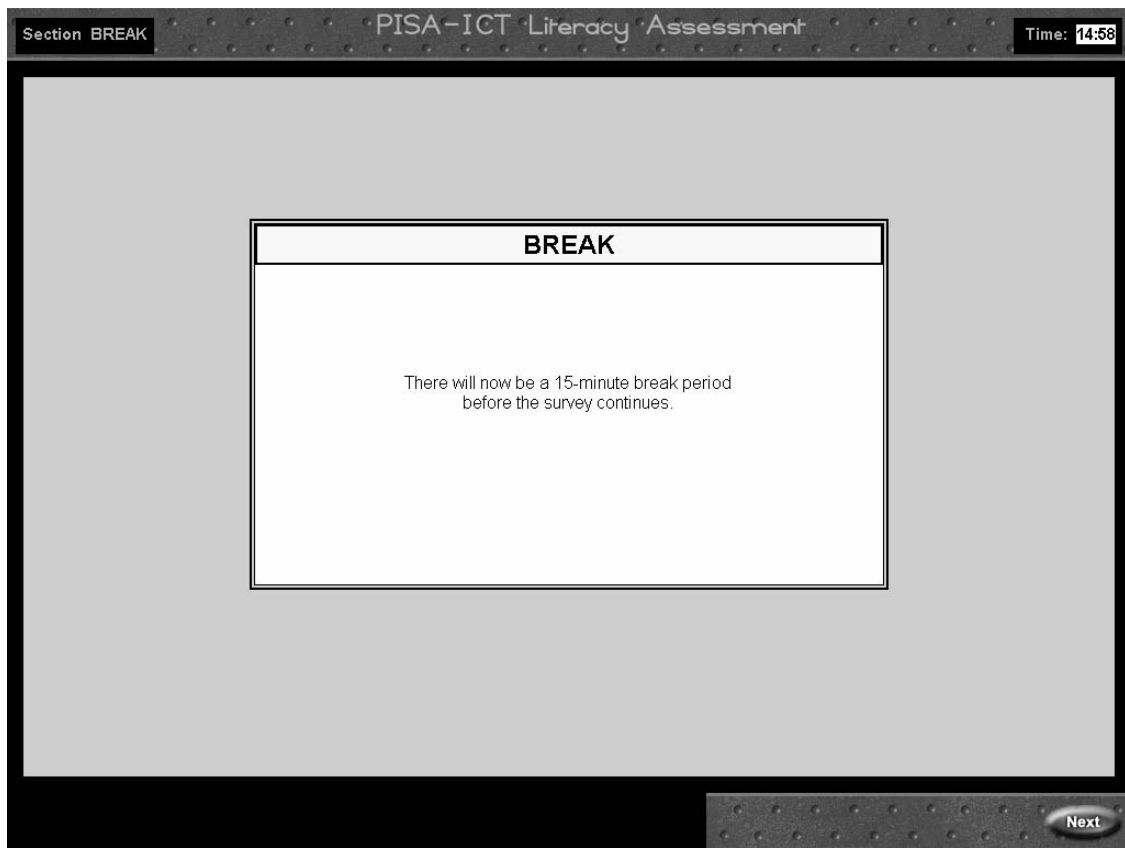 Section BREAK
PISA-ICT Literacy Assessment
Time: 14:58
BREAK
There will now be a 15-minute break period
before the survey continues.
Next